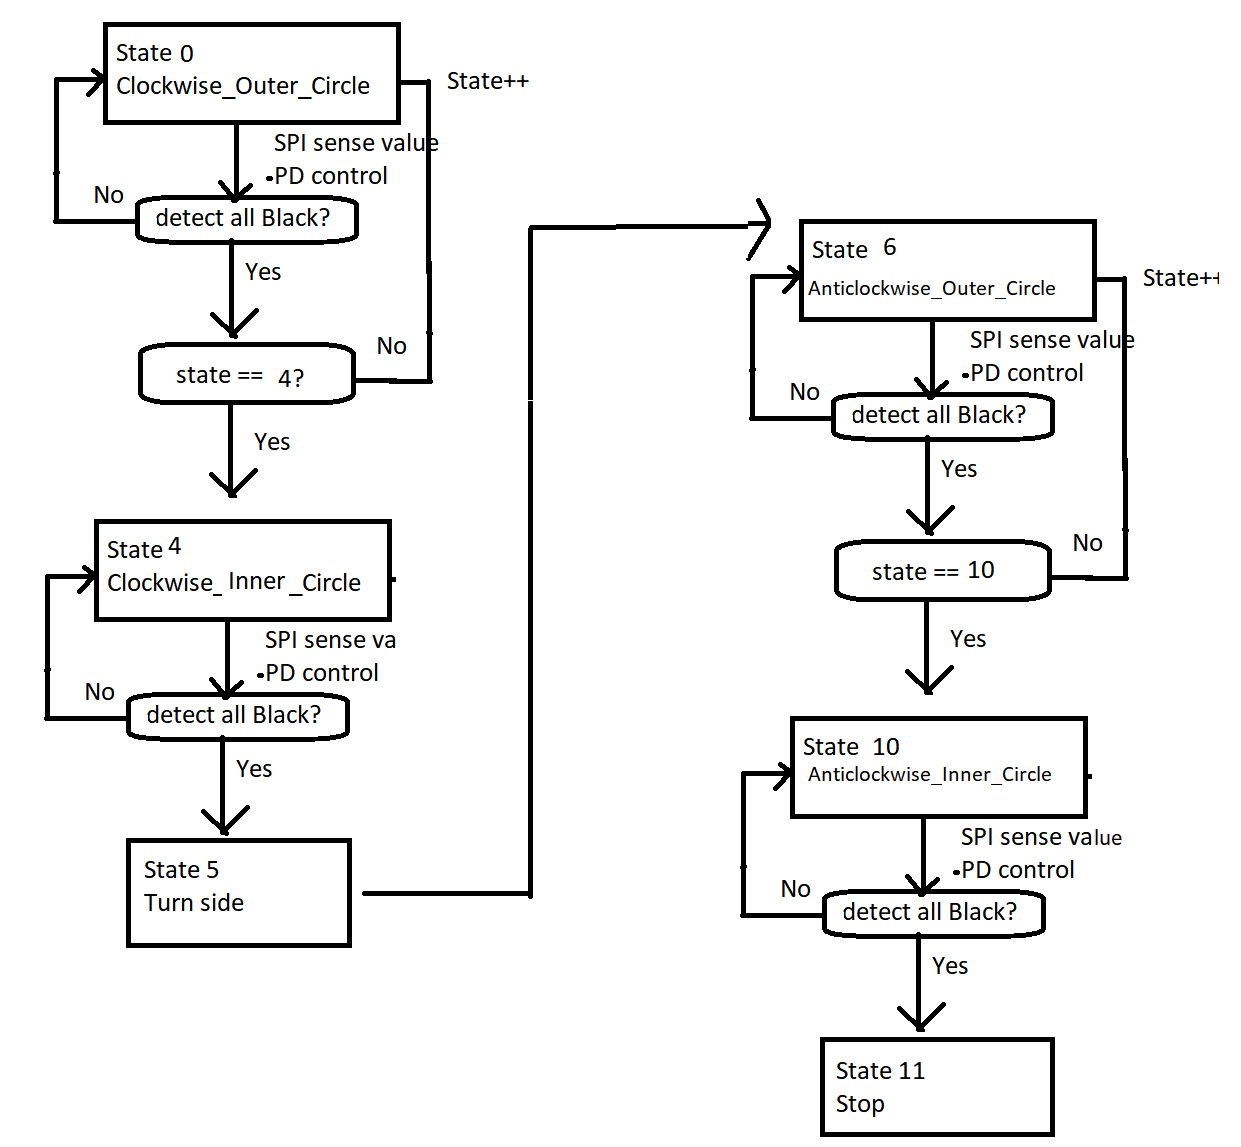 State 0
Clockwise_Outer_Circle
State++
SPI sense value
-PD control
No
detect all Black?
Yes
No
state == 4?
Yes
State 4
Clockwise_ Inner _Circle
SPI sense va
-PD control
No
detect all Black?
Yes
State 5
Turn side
State 6
Anticlockwise_Outer_Circle
State++
SPI sense value
-PD control
No
detect all Black?
Yes
No
state == 10
Yes
State 10
Anticlockwise_Inner_Circle
SPI sense value
-PD control
No
detect all Black?
Yes
State 11
Stop